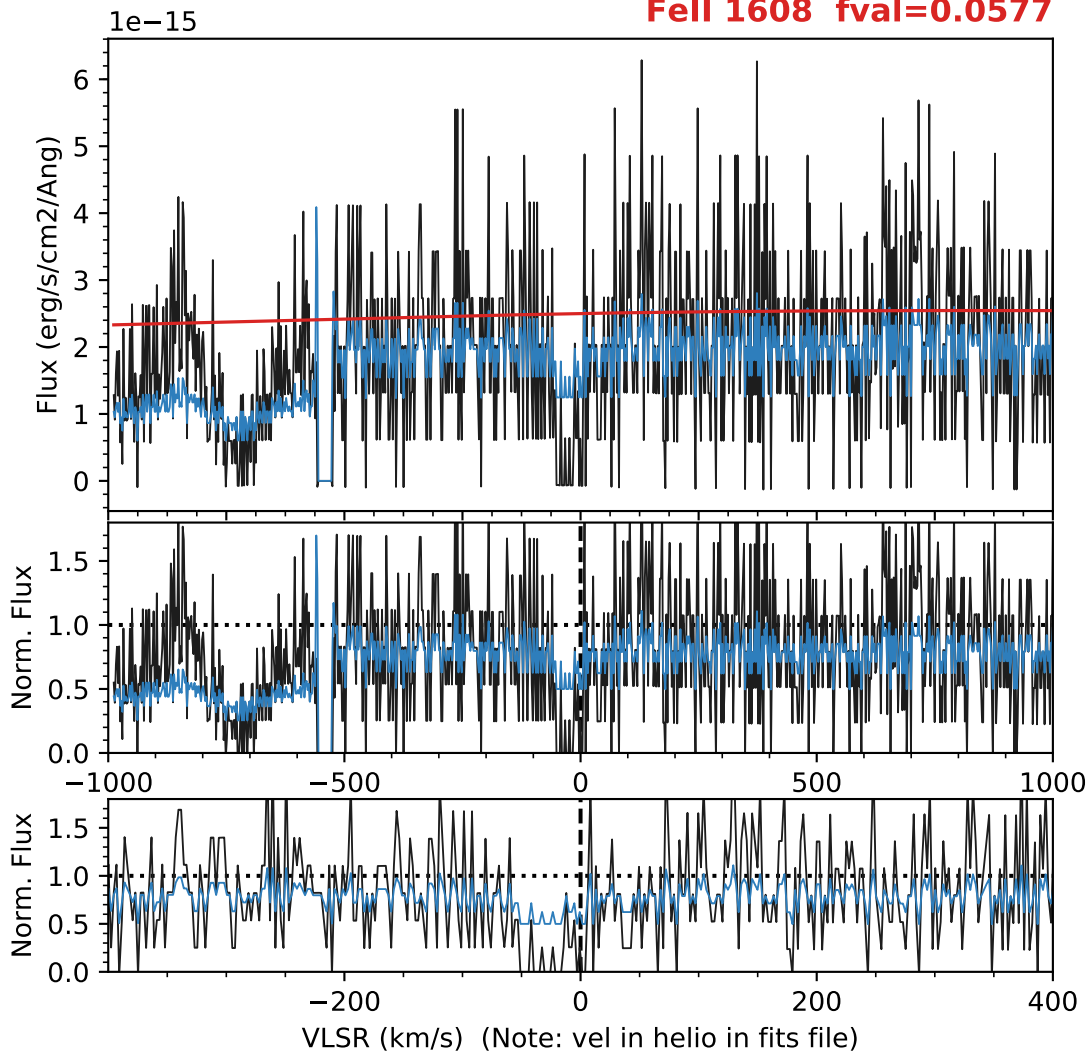 FeII 1608 fval=0.0577
1e−15
6
5
4
3
2
1
0
Flux (erg/s/cm2/Ang)
1.5
1.0
0.5
0.0
Norm. Flux
−1000 −500 0 500 1000
1.5
1.0
0.5
0.0
Norm. Flux
−200 0 200 400
VLSR (km/s) (Note: vel in helio in fits file)